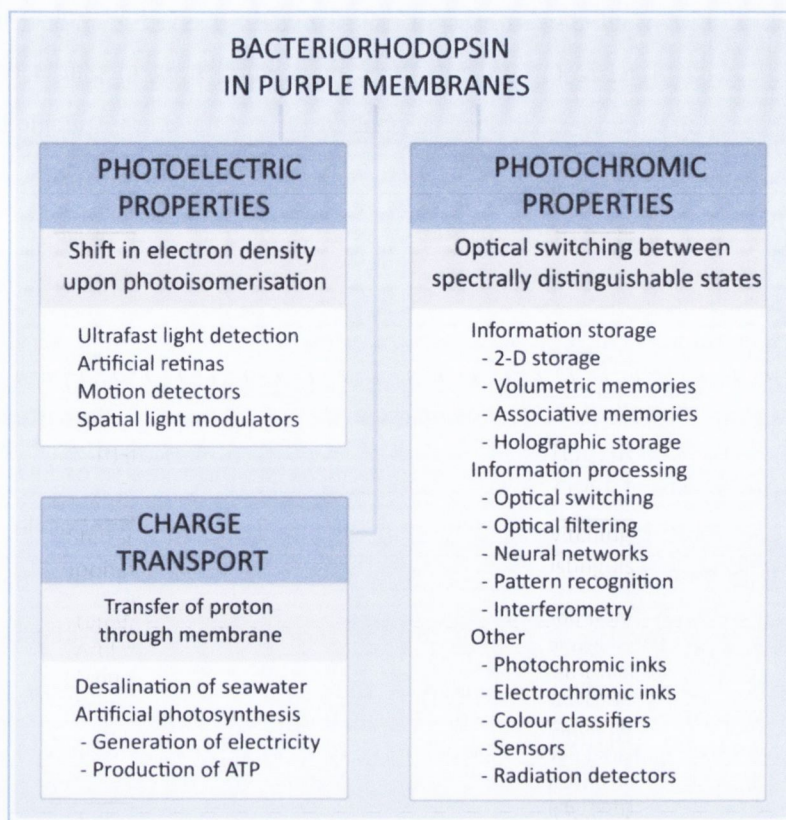 BACTERIORHODOPSIN
IN PURPLE MEMBRANES
PHOTOELECTRIC
PROPERTIES
Shift in electron density
upon photoisomerisation
Ultrafast light detection
Artificial retinas
Motion detectors
Spatial light modulators
CHARGE
TRANSPORT
Transfer of proton
through membrane
Desalination of seawater
Artificial photosynthesis
- Generation of electricity
- Production of ATP
PHOTOCHROMIC
PROPERTIES
Optical switching between
spectrally distinguishable states
Information storage
- 2-D storage
- Volumetric memories
- Associative memories
- Holographic storage
Information processing
- Optical switching
- Optical filtering
- Neural networks
- Pattern recognition
- Interferometry
Other
- Photochromic inks
- Electrochromic inks
- Colour classifiers
- Sensors
- Radiation detectors